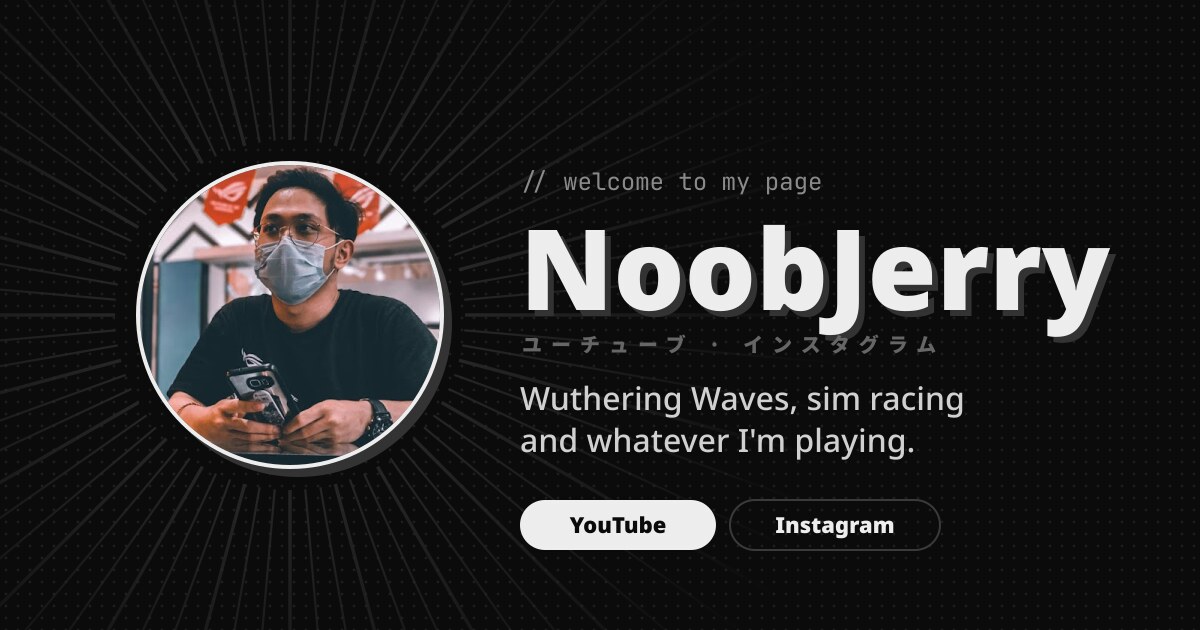 // welcome to my page
NoobJerry
ユーチューブ · インスタグラム
Wuthering Waves, sim racing
and whatever I'm playing.
YouTube
Instagram